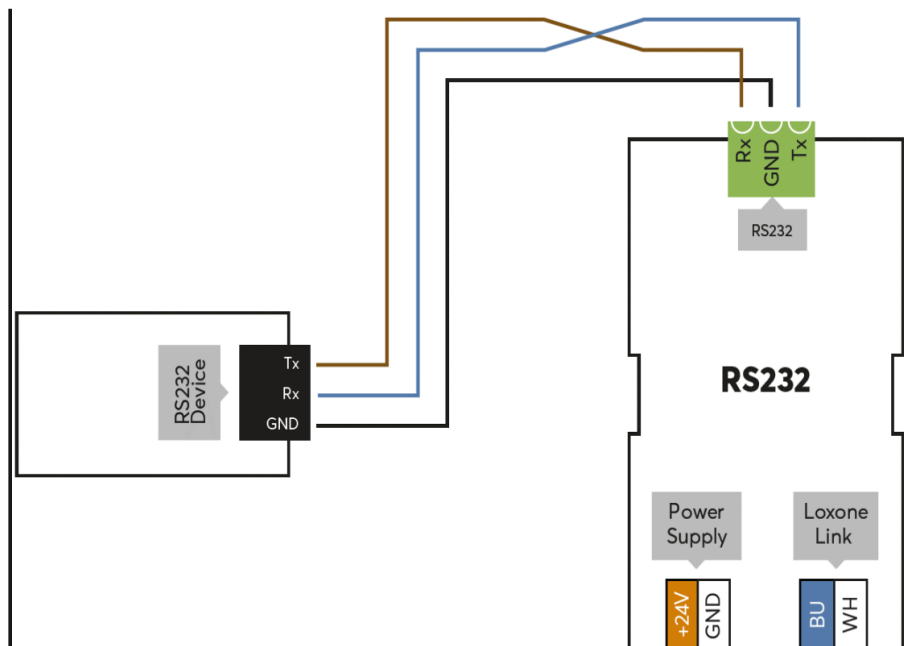 Rx
GND
Tx
RS232
RS232
Device
Tx
Rx
GND
RS232
Power
Supply
Loxone
Link
+24V
GND
BU
WH